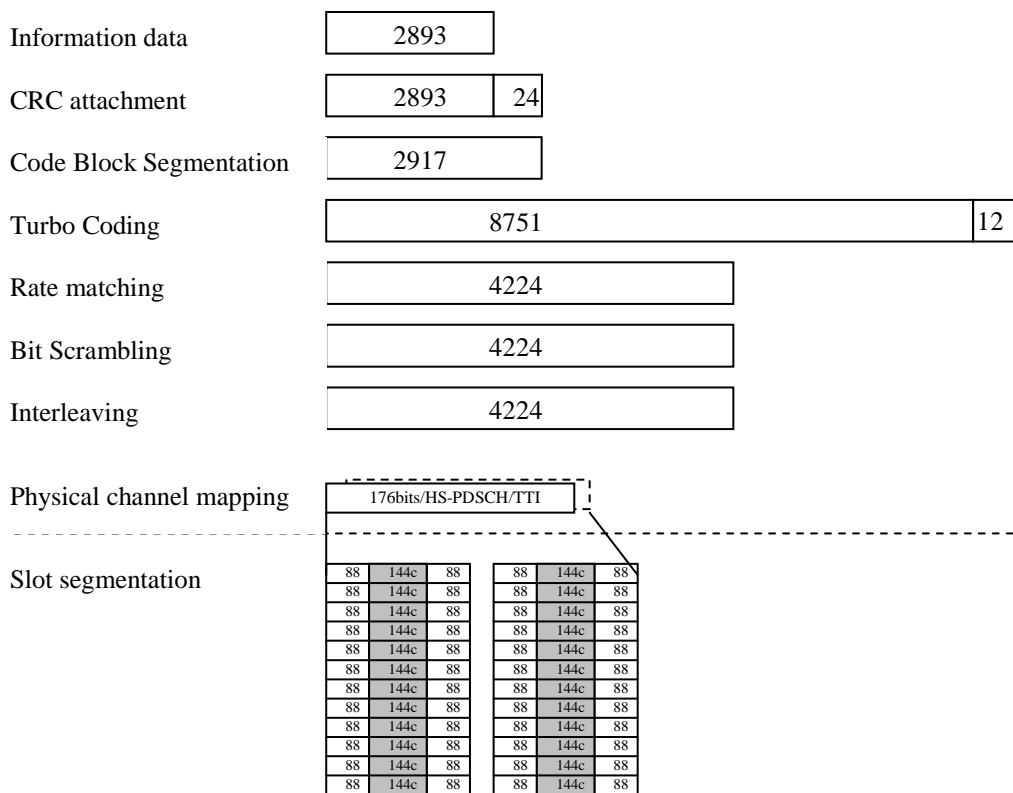 Information data 2893
CRC attachment 2893 24
Code Block Segmentation 2917
Turbo Coding 8751 12
Rate matching 4224
Bit Scrambling 4224
Interleaving 4224
Physical channel mapping 176bits/HS-PDSCH/TTI
Slot segmentation
88 144c 88 88 144c 88
88 144c 88 88 144c 88
88 144c 88 88 144c 88
88 144c 88 88 144c 88
88 144c 88 88 144c 88
88 144c 88 88 144c 88
88 144c 88 88 144c 88
88 144c 88 88 144c 88
88 144c 88 88 144c 88
88 144c 88 88 144c 88
88 144c 88 88 144c 88
88 144c 88 88 144c 88